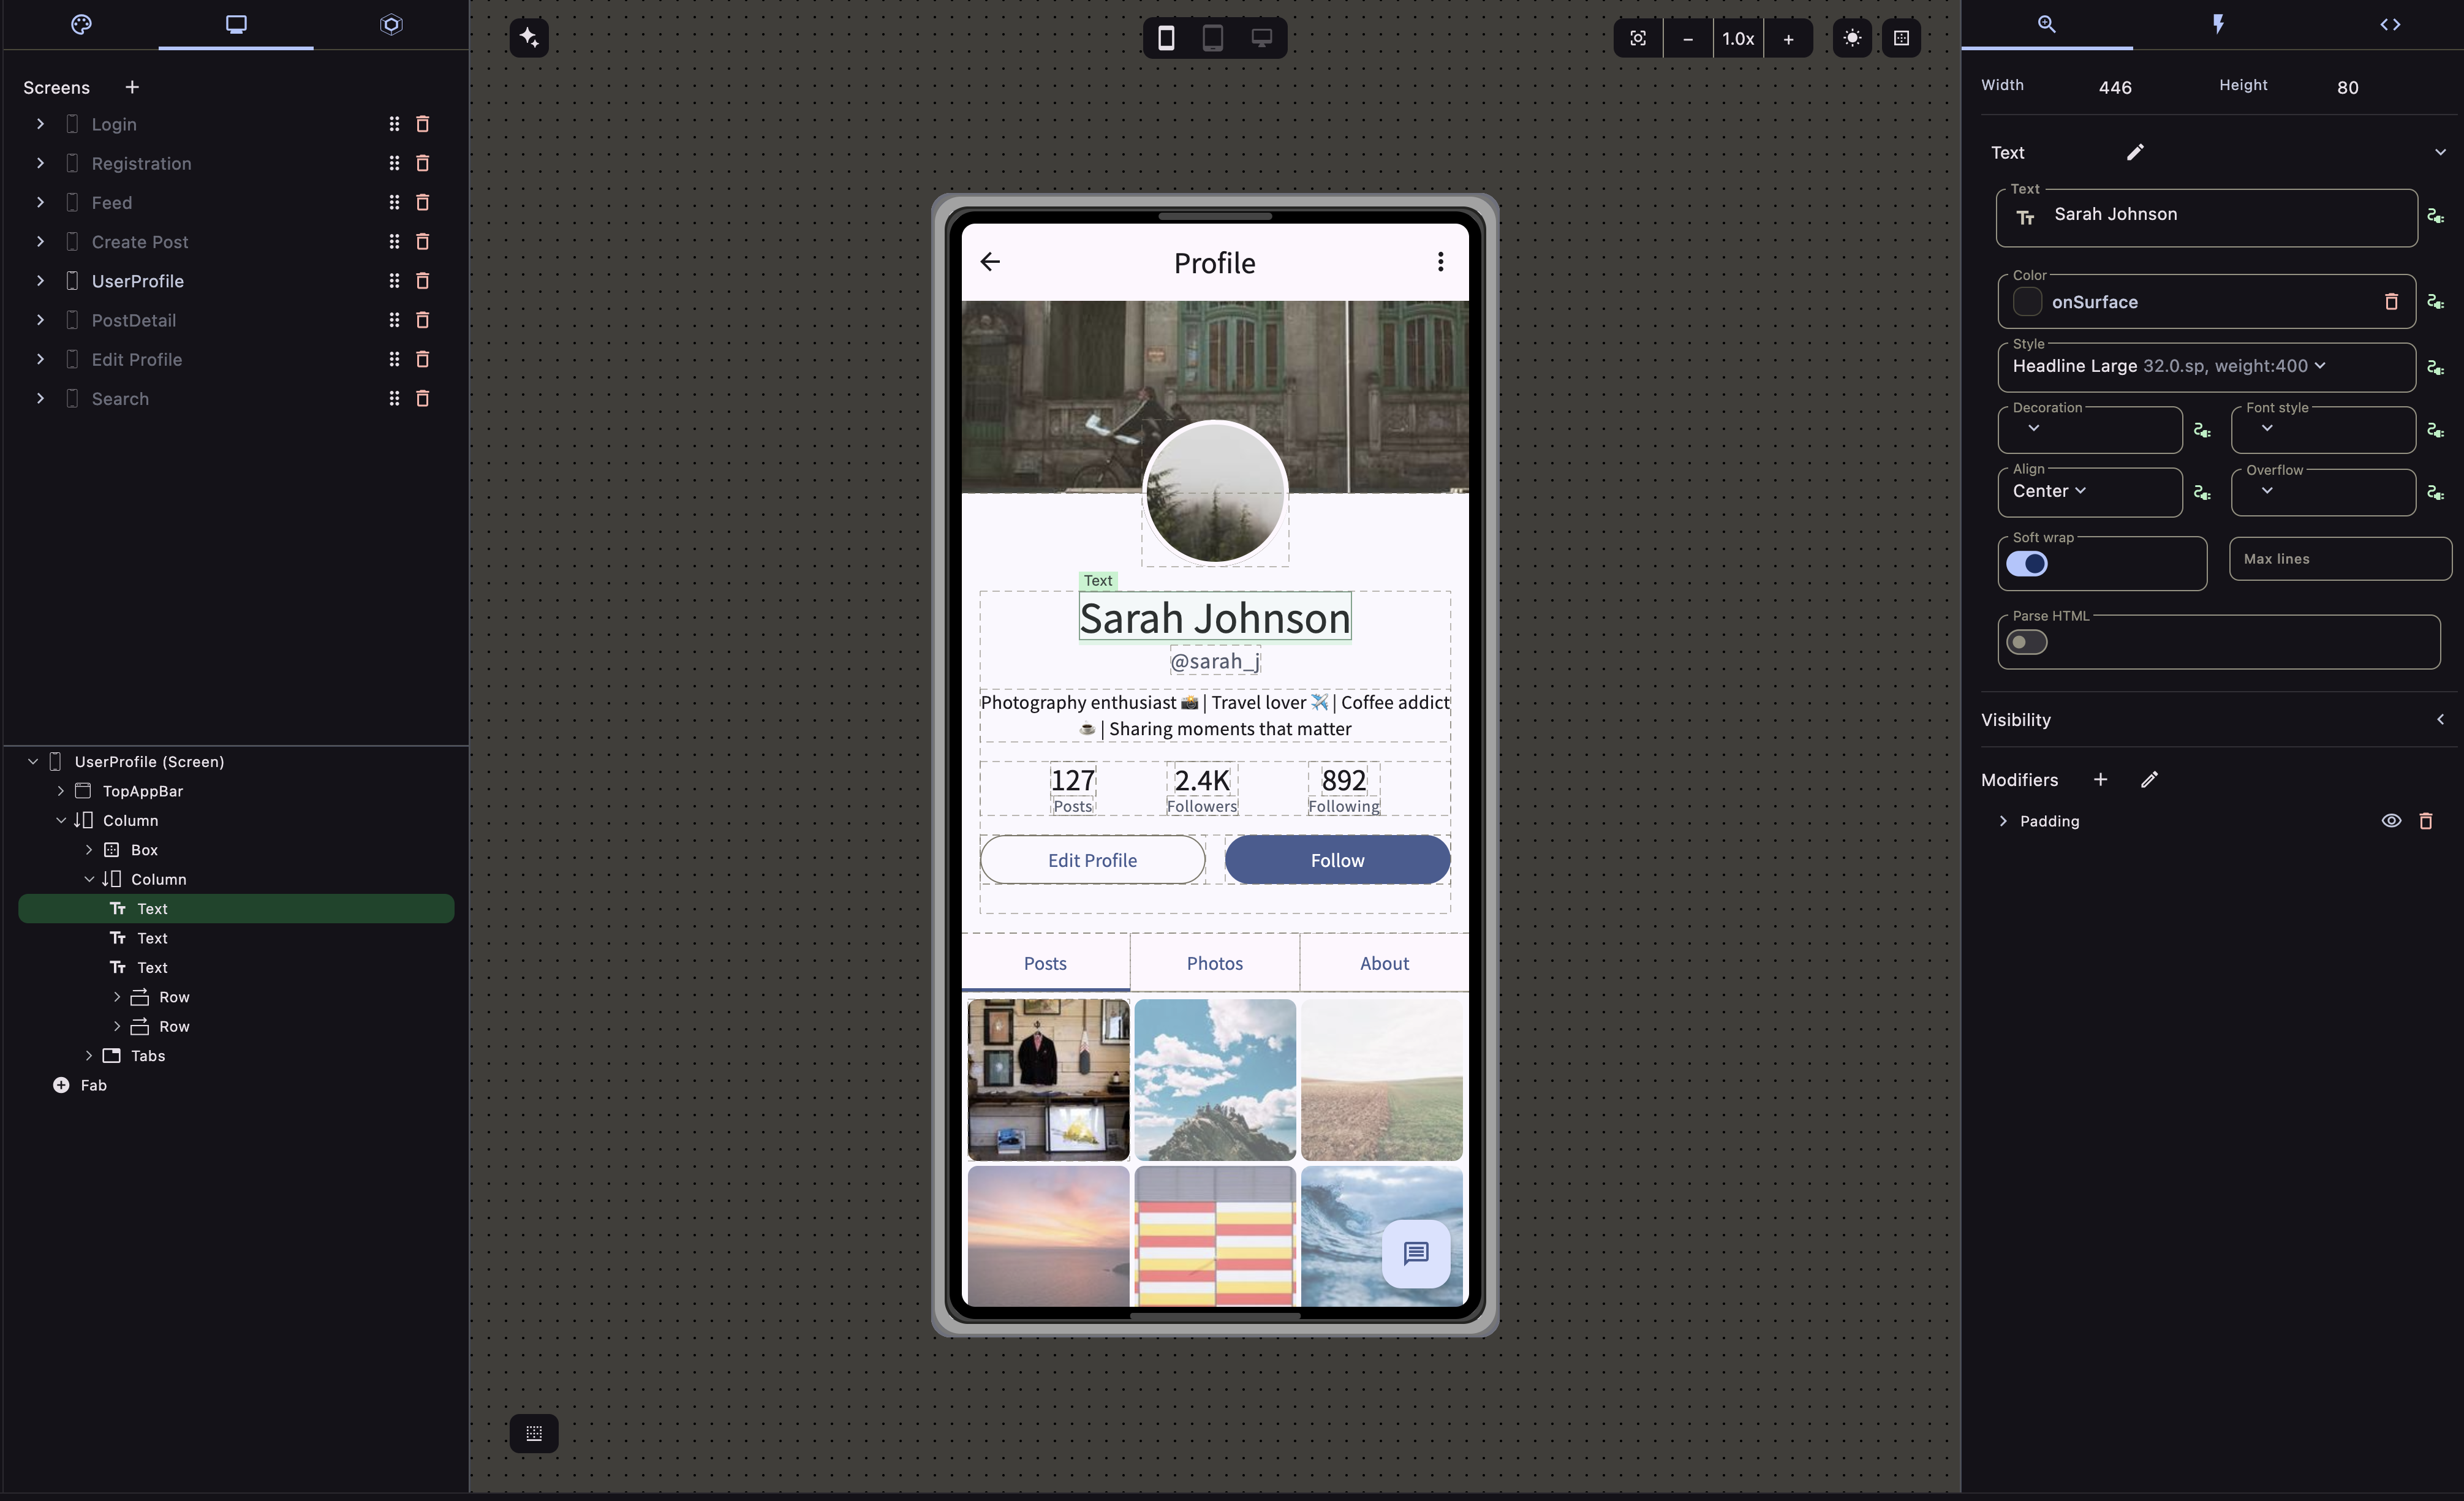 1.0x
Screens
Login
Registration
Feed
Create Post
UserProfile
PostDetail
Edit Profile
Search
UserProfile (Screen)
TopAppBar
Column
Box
Column
Text
Text
Text
Row
Row
Tabs
Fab
Profile
Text
Sarah Johnson
@sarah_j
Photography enthusiast 📸 | Travel lover ✈️ | Coffee addict
☕ | Sharing moments that matter
127 2.4K 892
Posts Followers Following
Edit Profile Follow
Posts Photos About
Width 446 Height 80
Text
Text
Tт Sarah Johnson
Color
onSurface
Style
Headline Large 32.0.sp, weight:400
Decoration Font style
Align Overflow
Center
Soft wrap
Max lines
Parse HTML
Visibility
Modifiers
Padding